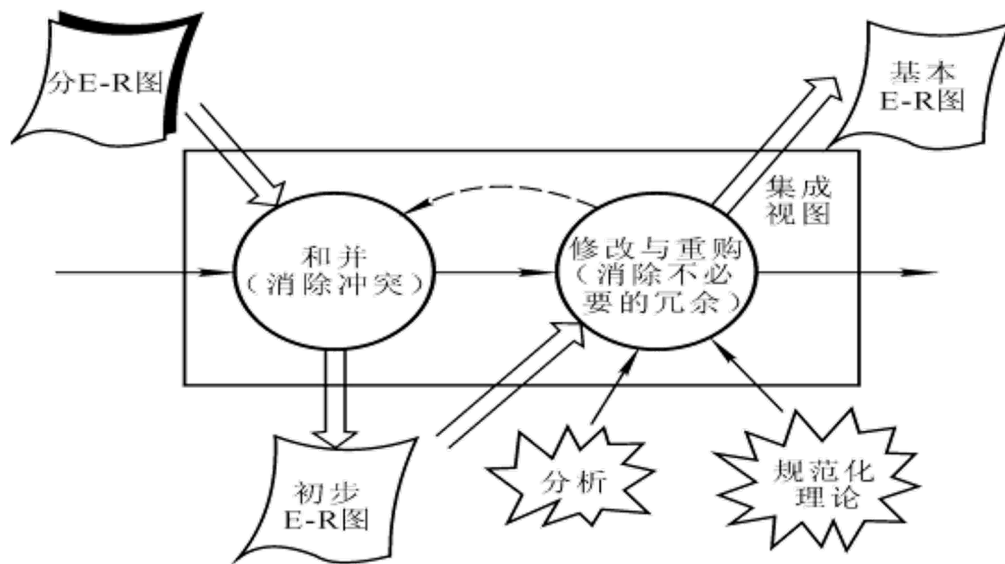 分E-R图
基本
E-R图
集成
视图
和并
(消除冲突)
修改与重购
(消除不必
要的冗余)
初步
E-R图
分析
规范化
理论